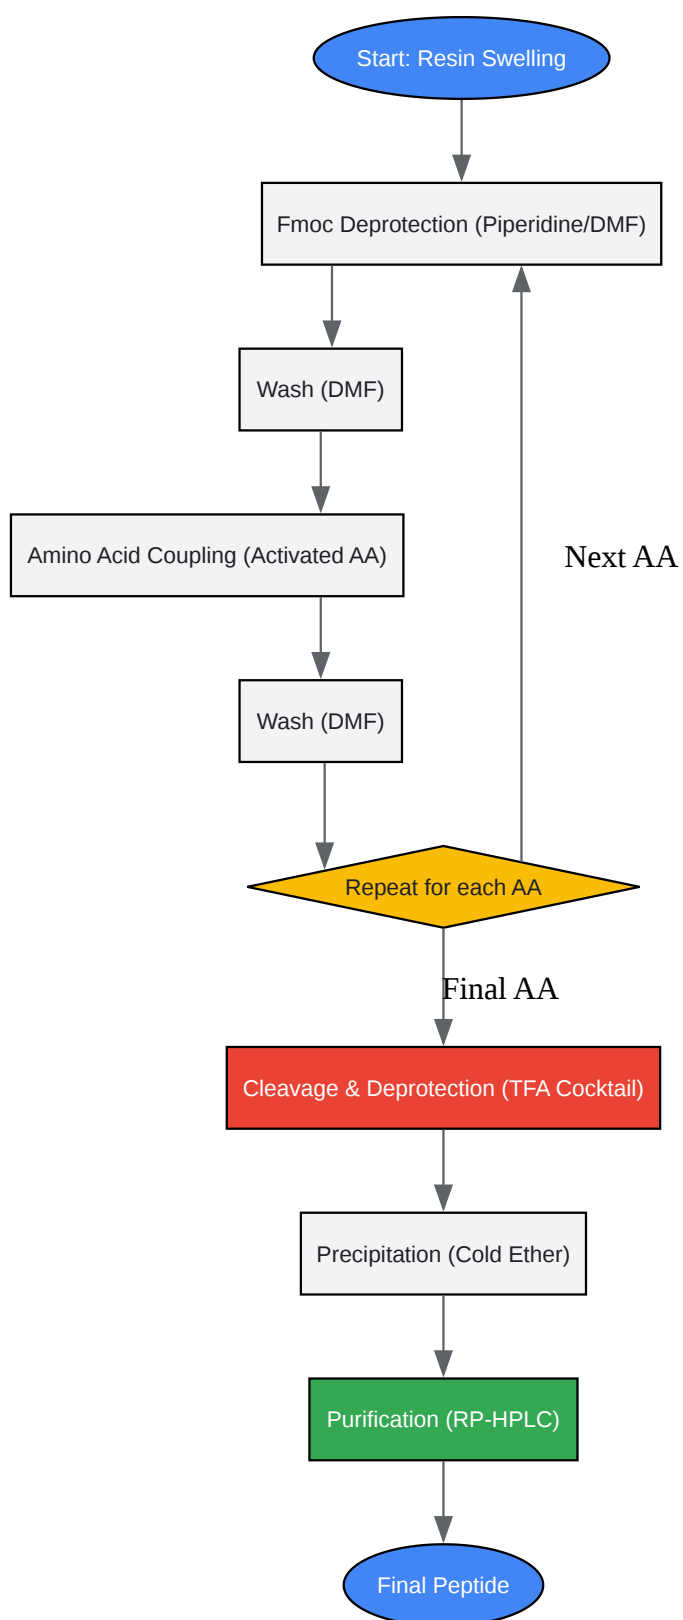 Start: Resin Swelling
Fmoc Deprotection (Piperidine/DMF)
Wash (DMF)
Amino Acid Coupling (Activated AA)
Next AA
Wash (DMF)
Repeat for each AA
Final AA
Cleavage & Deprotection (TFA Cocktail)
Precipitation (Cold Ether)
Purification (RP-HPLC)
Final Peptide